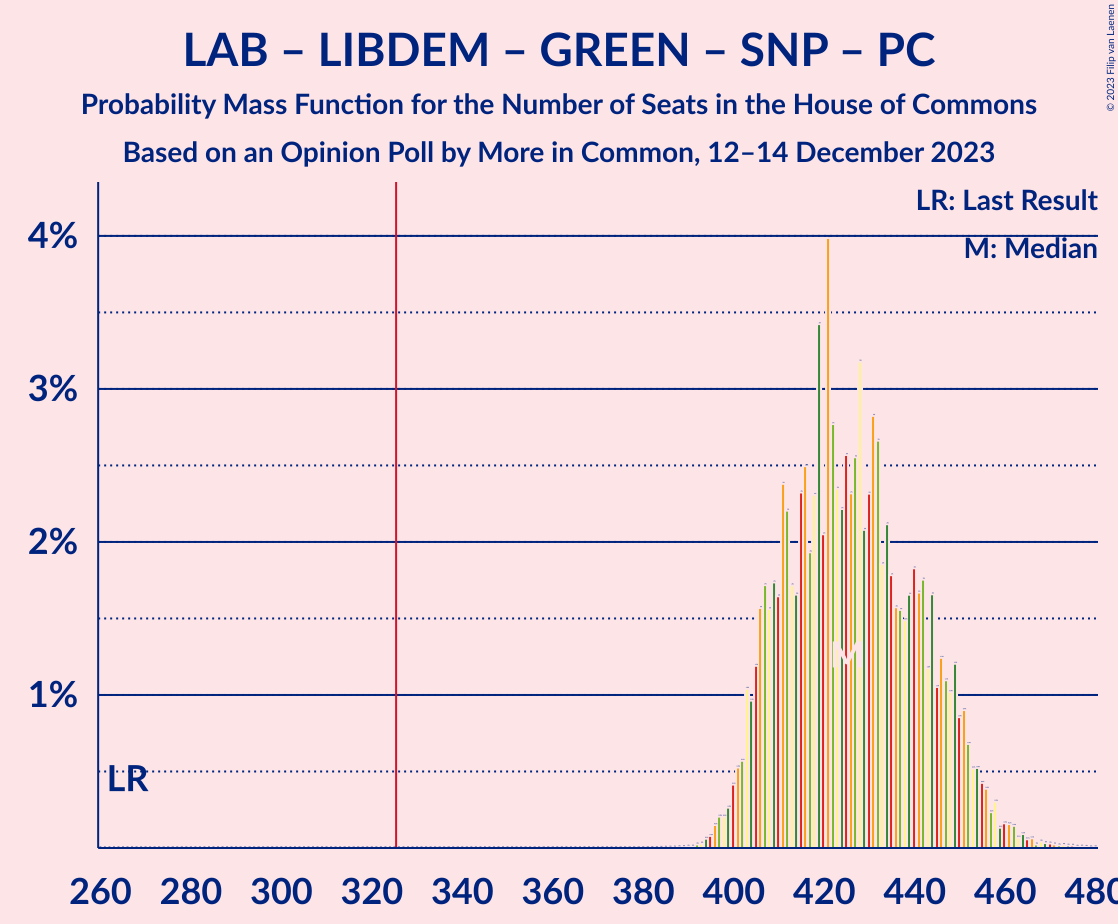 LAB – LIBDEM – GREEN – SNP – PC
Probability Mass Function for the Number of Seats in the House of Commons
Based on an Opinion Poll by More in Common, 12–14 December 2023
© 2023 Filip van Laenen
LR: Last Result
M: Median
4%
3%
2%
1%
M
LR
260 280 300 320 340 360 380 400 420 440 460 480